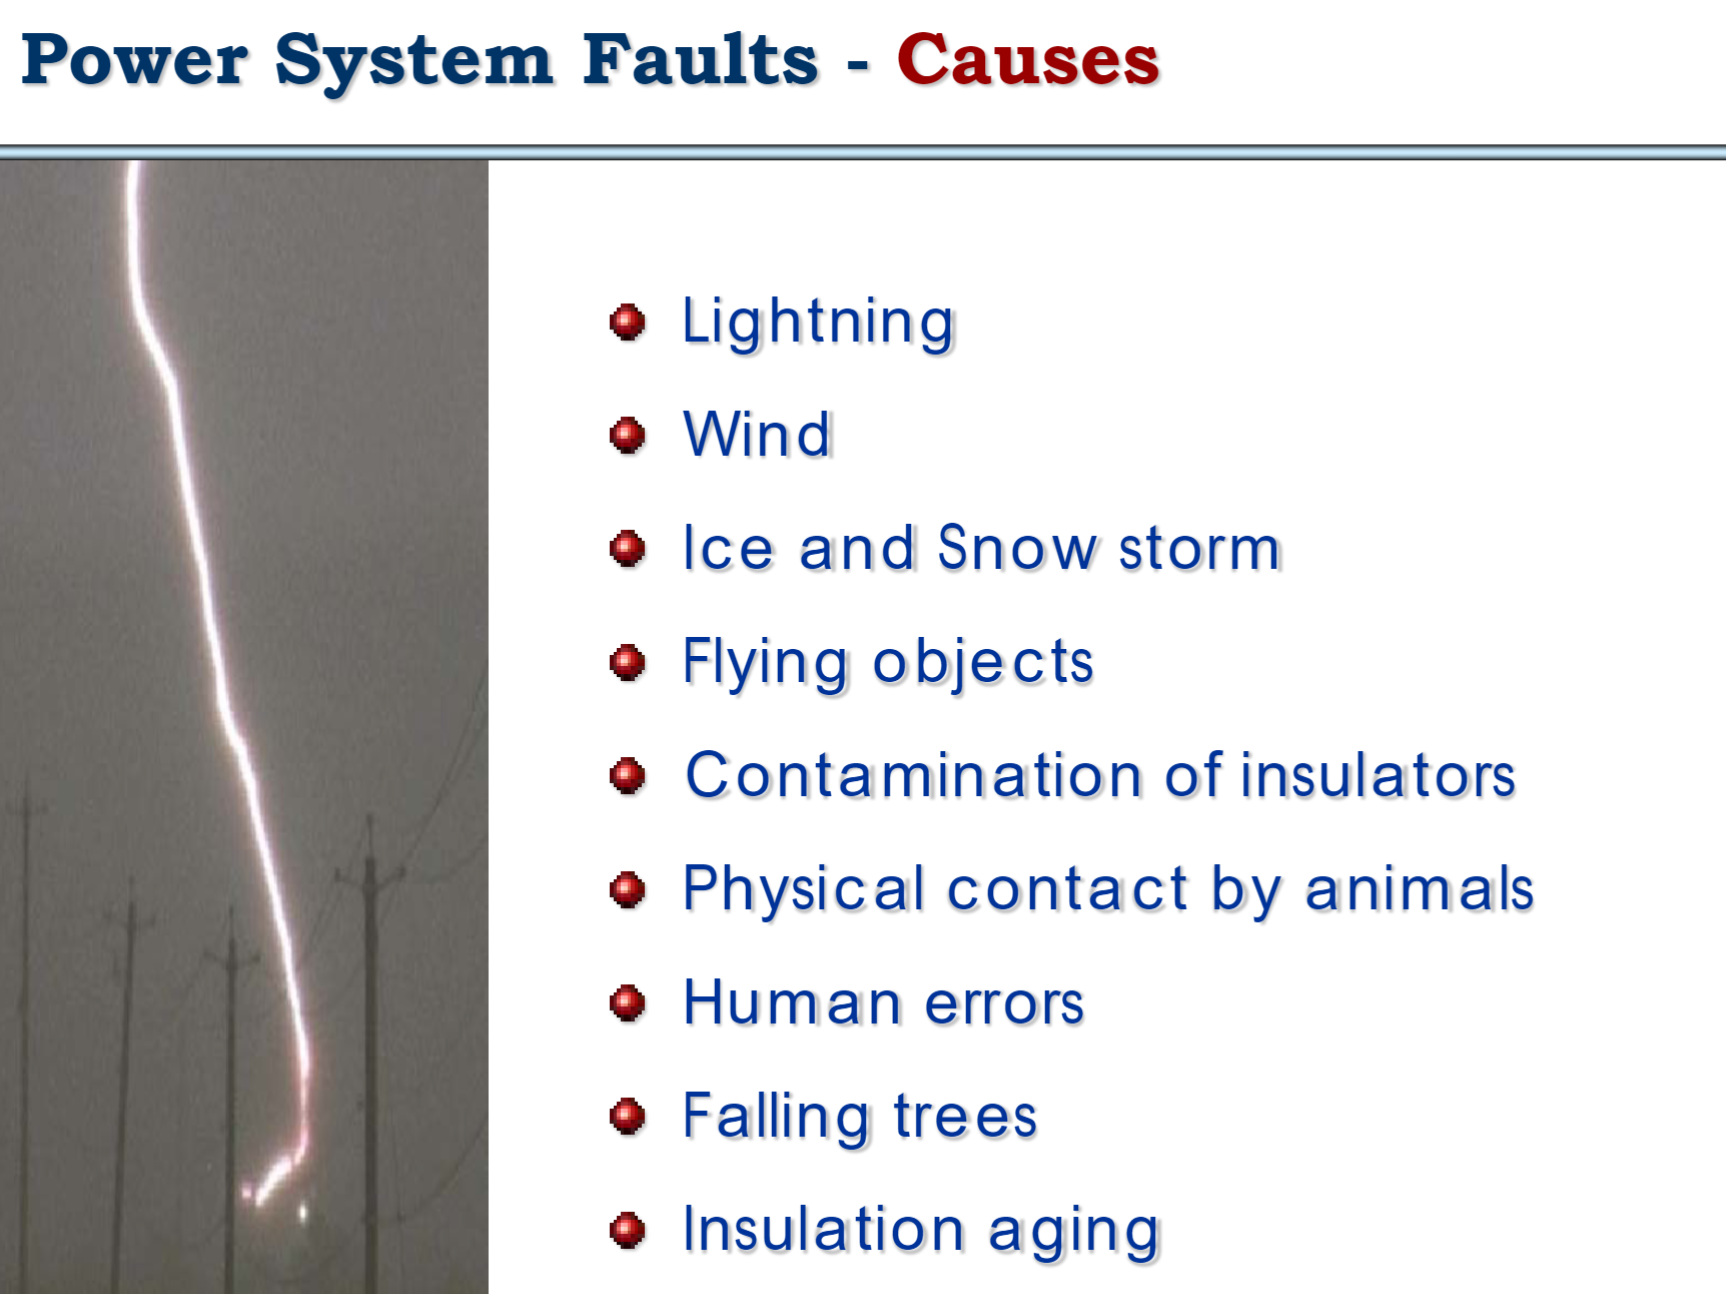 Power System Faults - Causes
Lightning
Wind
Ice and Snow storm
Flying objects
Contamination of insulators
Physical contact by animals
Human errors
Falling trees
Insulation aging